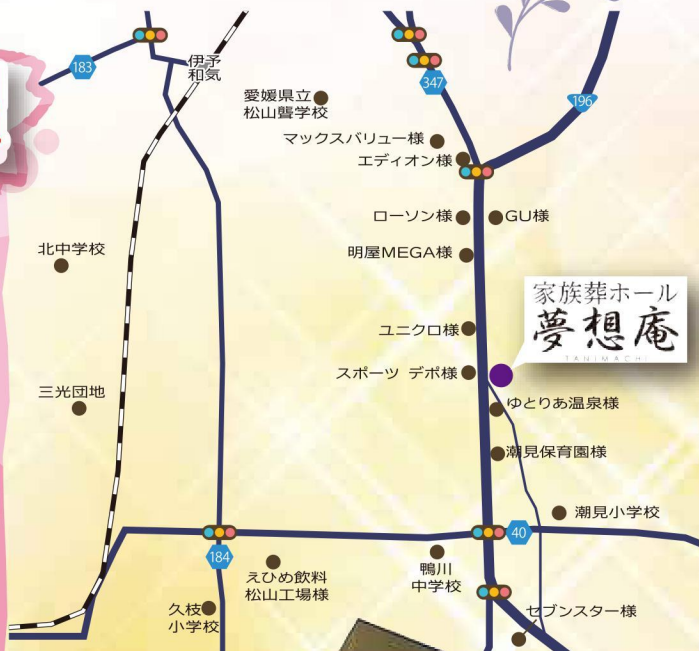 183
伊予
和気
347
196
愛媛県立
松山聾学校
マックスバリュー様
エディオン様
ローソン様
GU様
北中学校
明屋MEGA様
家族葬ホール
夢想庵
TANIMACHI
ユニクロ様
スポーツ デポ様
三光団地
ゆとりあ温泉様
潮見保育園様
潮見小学校
40
184
えひめ飲料
松山工場様
鴨川
中学校
久枝
小学校
セブンスター様